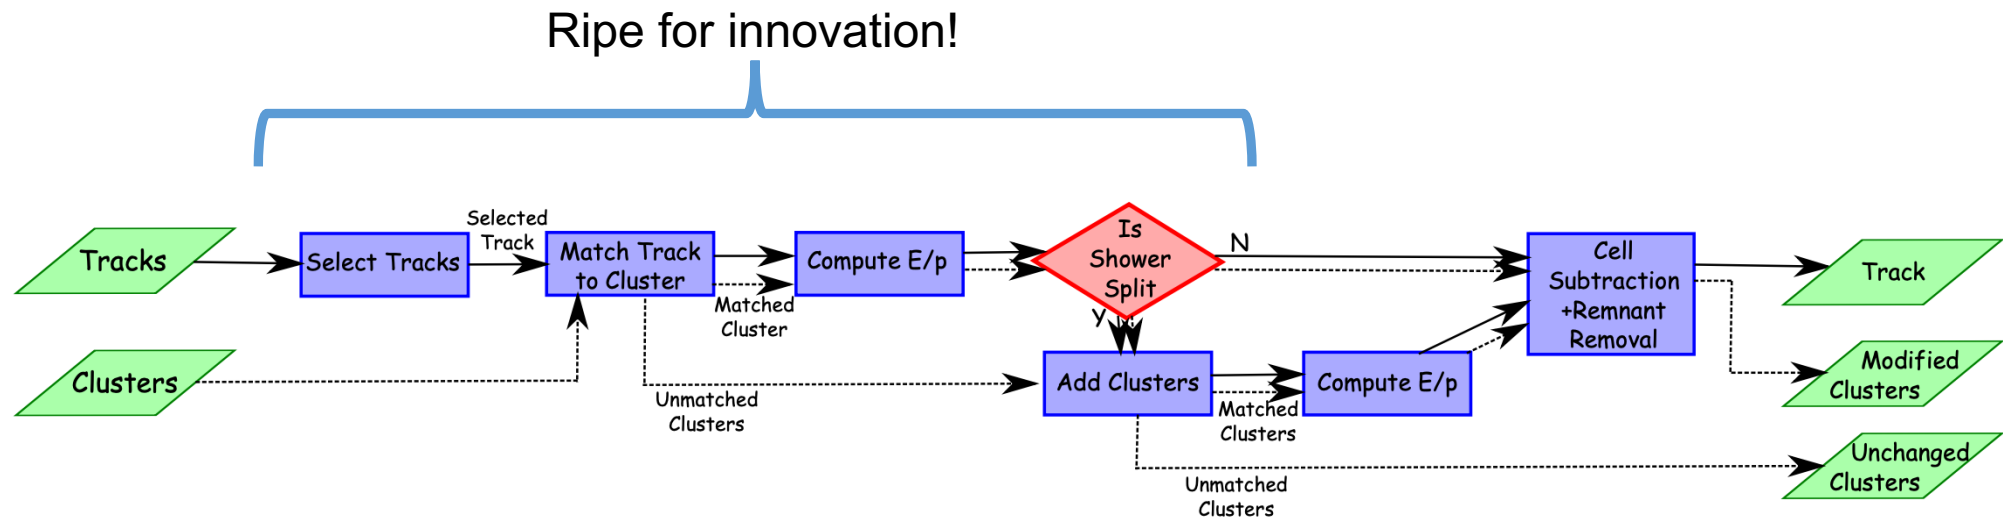 Ripe for innovation!
Tracks
Select Tracks
Selected
Track
Match Track
to Cluster
Matched
Cluster
Compute E/p
Is
Shower
Split
N
Y
Cell
Subtraction
+Remnant
Removal
Track
Clusters
Unmatched
Clusters
Add Clusters
Matched
Clusters
Compute E/p
Modified
Clusters
Unmatched
Clusters
Unchanged
Clusters